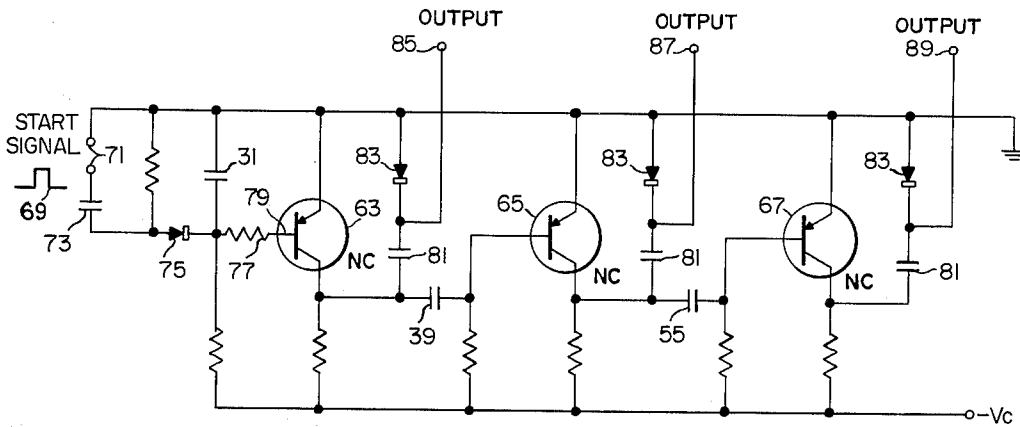 OUTPUT
OUTPUT
OUTPUT
85
87
89
START
SIGNAL
71
31
83
83
83
69
79
63
65
67
73
75
77
NC
81
NC
81
NC
81
39
55
-Vc